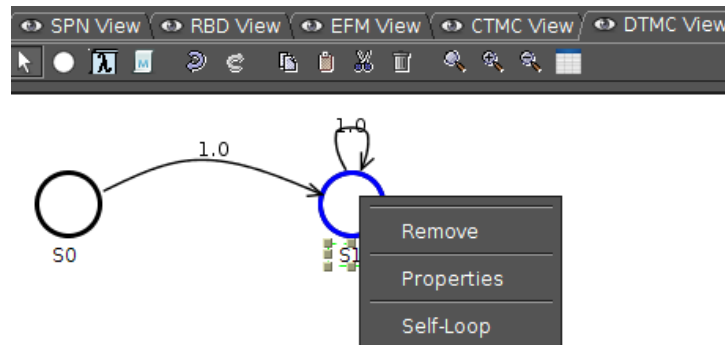 SPN View RBD View EFM View CTMC View DTMC View
λ M
1.0
1.0
S0
S1
Remove
Properties
Self-Loop